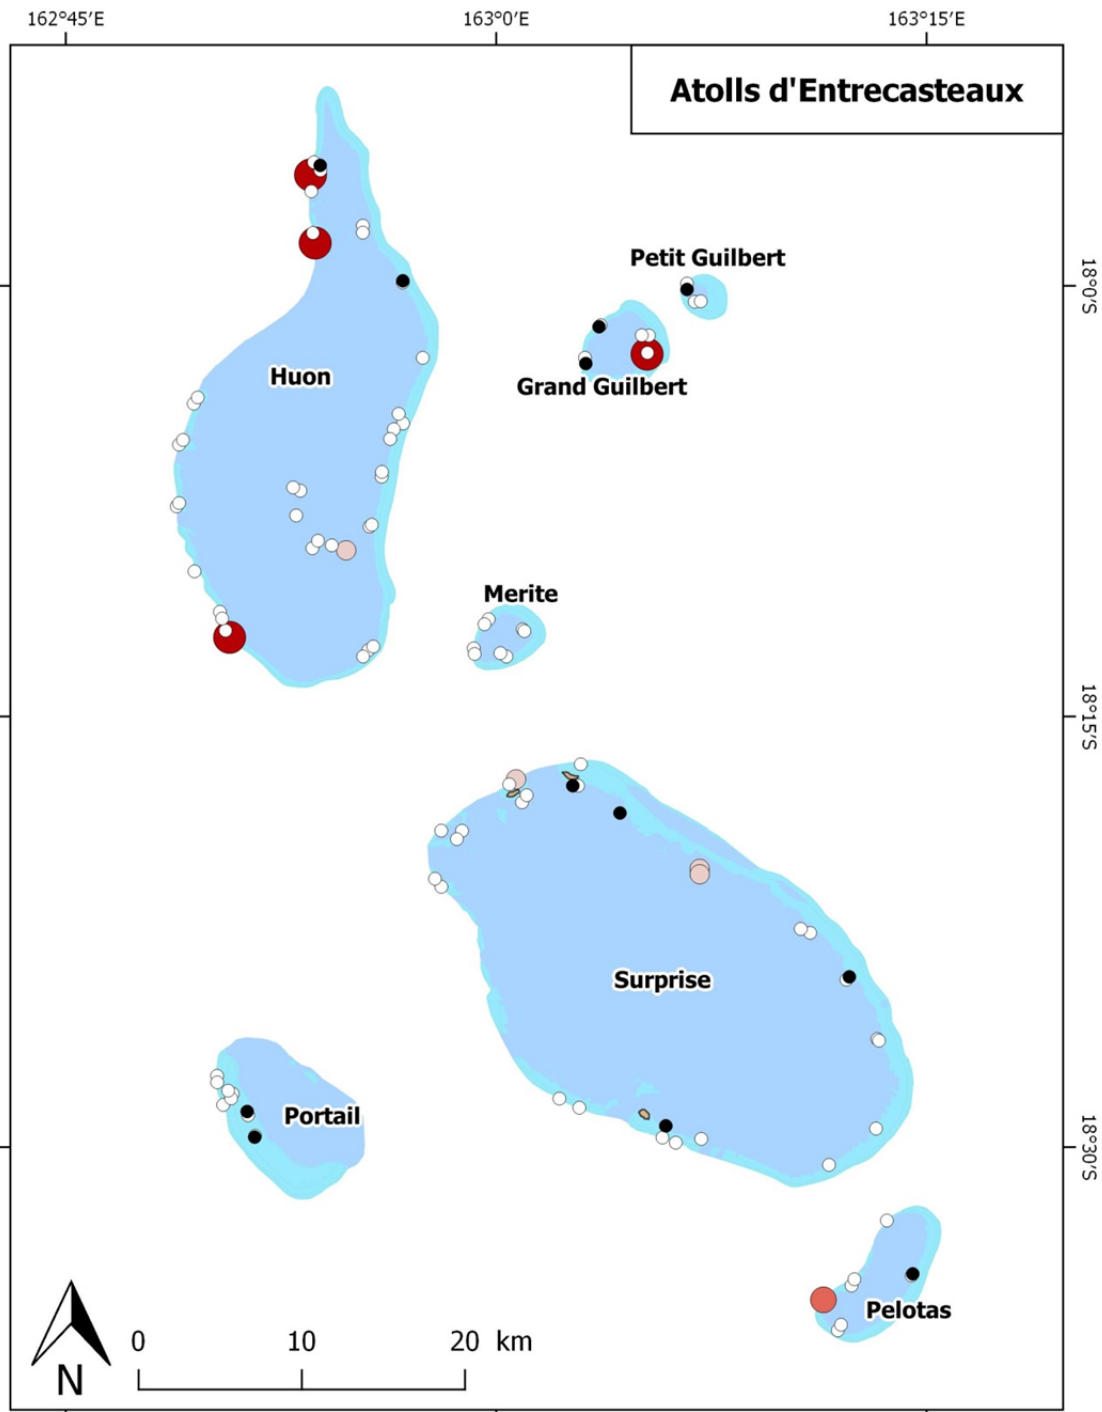 162°45′E 163°0′E 163°15′E
Atolls d'Entrecasteaux
Petit Guilbert
18°0′S
Huon
Grand Guilbert
Merite
18°15′S
Surprise
Portail
18°30′S
Pelotas
0 10 20 km
N